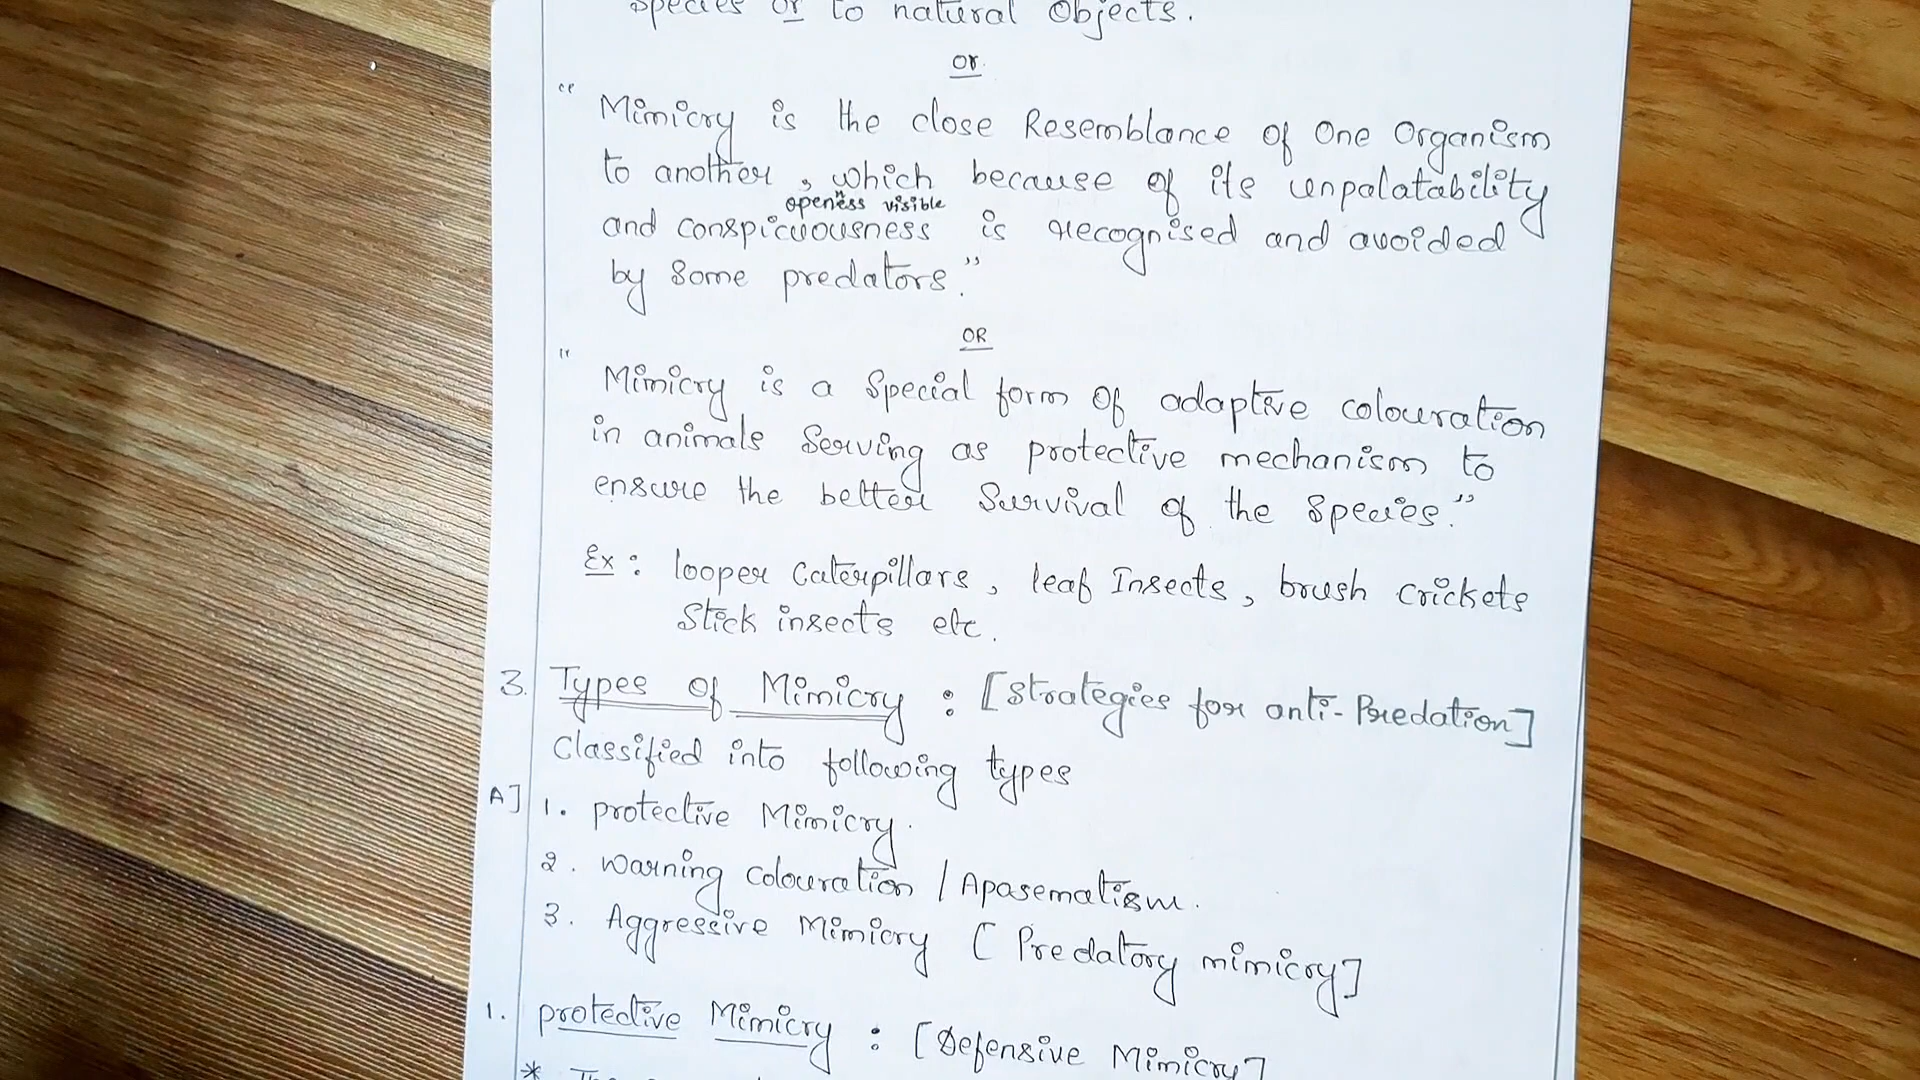 species or to natural objects.
or
"Mimicry is the close Resemblance of One Organism
to another, which because of its unpalatability
openess visible
and conspicuousness is recognised and avoided
by some predators."
OR
"Mimicry is a special form of adaptive colouration
in animals serving as protective mechanism to
ensure the better Survival of the species."
Ex: looper caterpillars, leaf Insects, brush crickets
Stick insects etc.
3. Types of Mimicry : [strategies for anti-Predation]
classified into following types
A] 1. protective Mimicry.
2. warning colouration / Apasematism.
3. Aggressive Mimicry [Predatory mimicry]
1. protective Mimicry : [Defensive Mimicry]
*